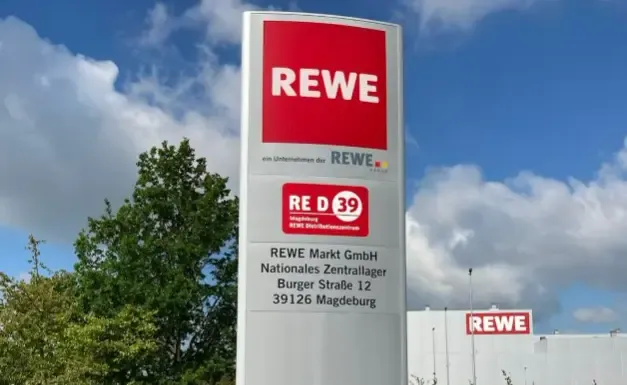 REWE
ein Unternehmen der REWE
GROUP
RE D 39
Magdeburg
REWE Distributionszentrum
REWE Markt GmbH
Nationales Zentrallager
Burger Straße 12
39126 Magdeburg
REWE